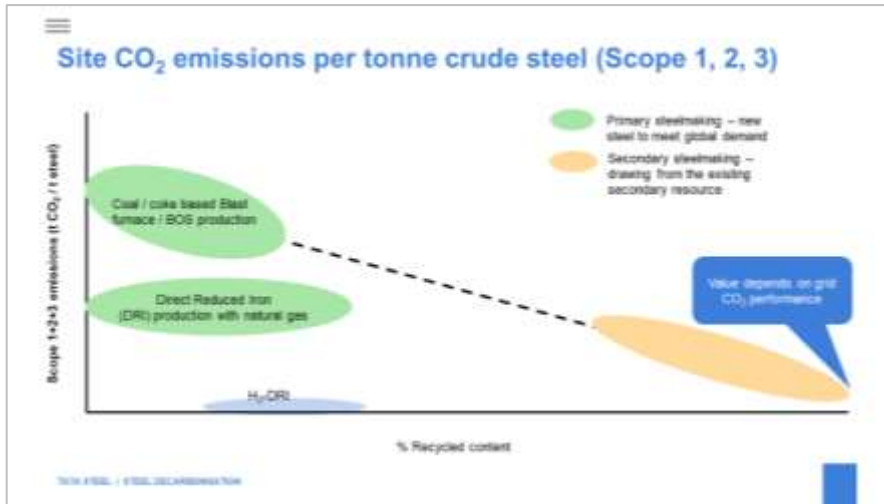 Site CO₂ emissions per tonne crude steel (Scope 1, 2, 3)
Primary steelmaking – new
steel to meet global demand
Secondary steelmaking –
drawing from the existing
secondary resource
Scope 1+2+3 emissions (t CO₂ / t steel)
Coal / coke based Blast
furnace / BOS production
Direct Reduced Iron
(DRI) production with natural gas
H₂-DRI
Value depends on grid
CO₂ performance
% Recycled content
TATA STEEL | STEEL DECARBONISATION